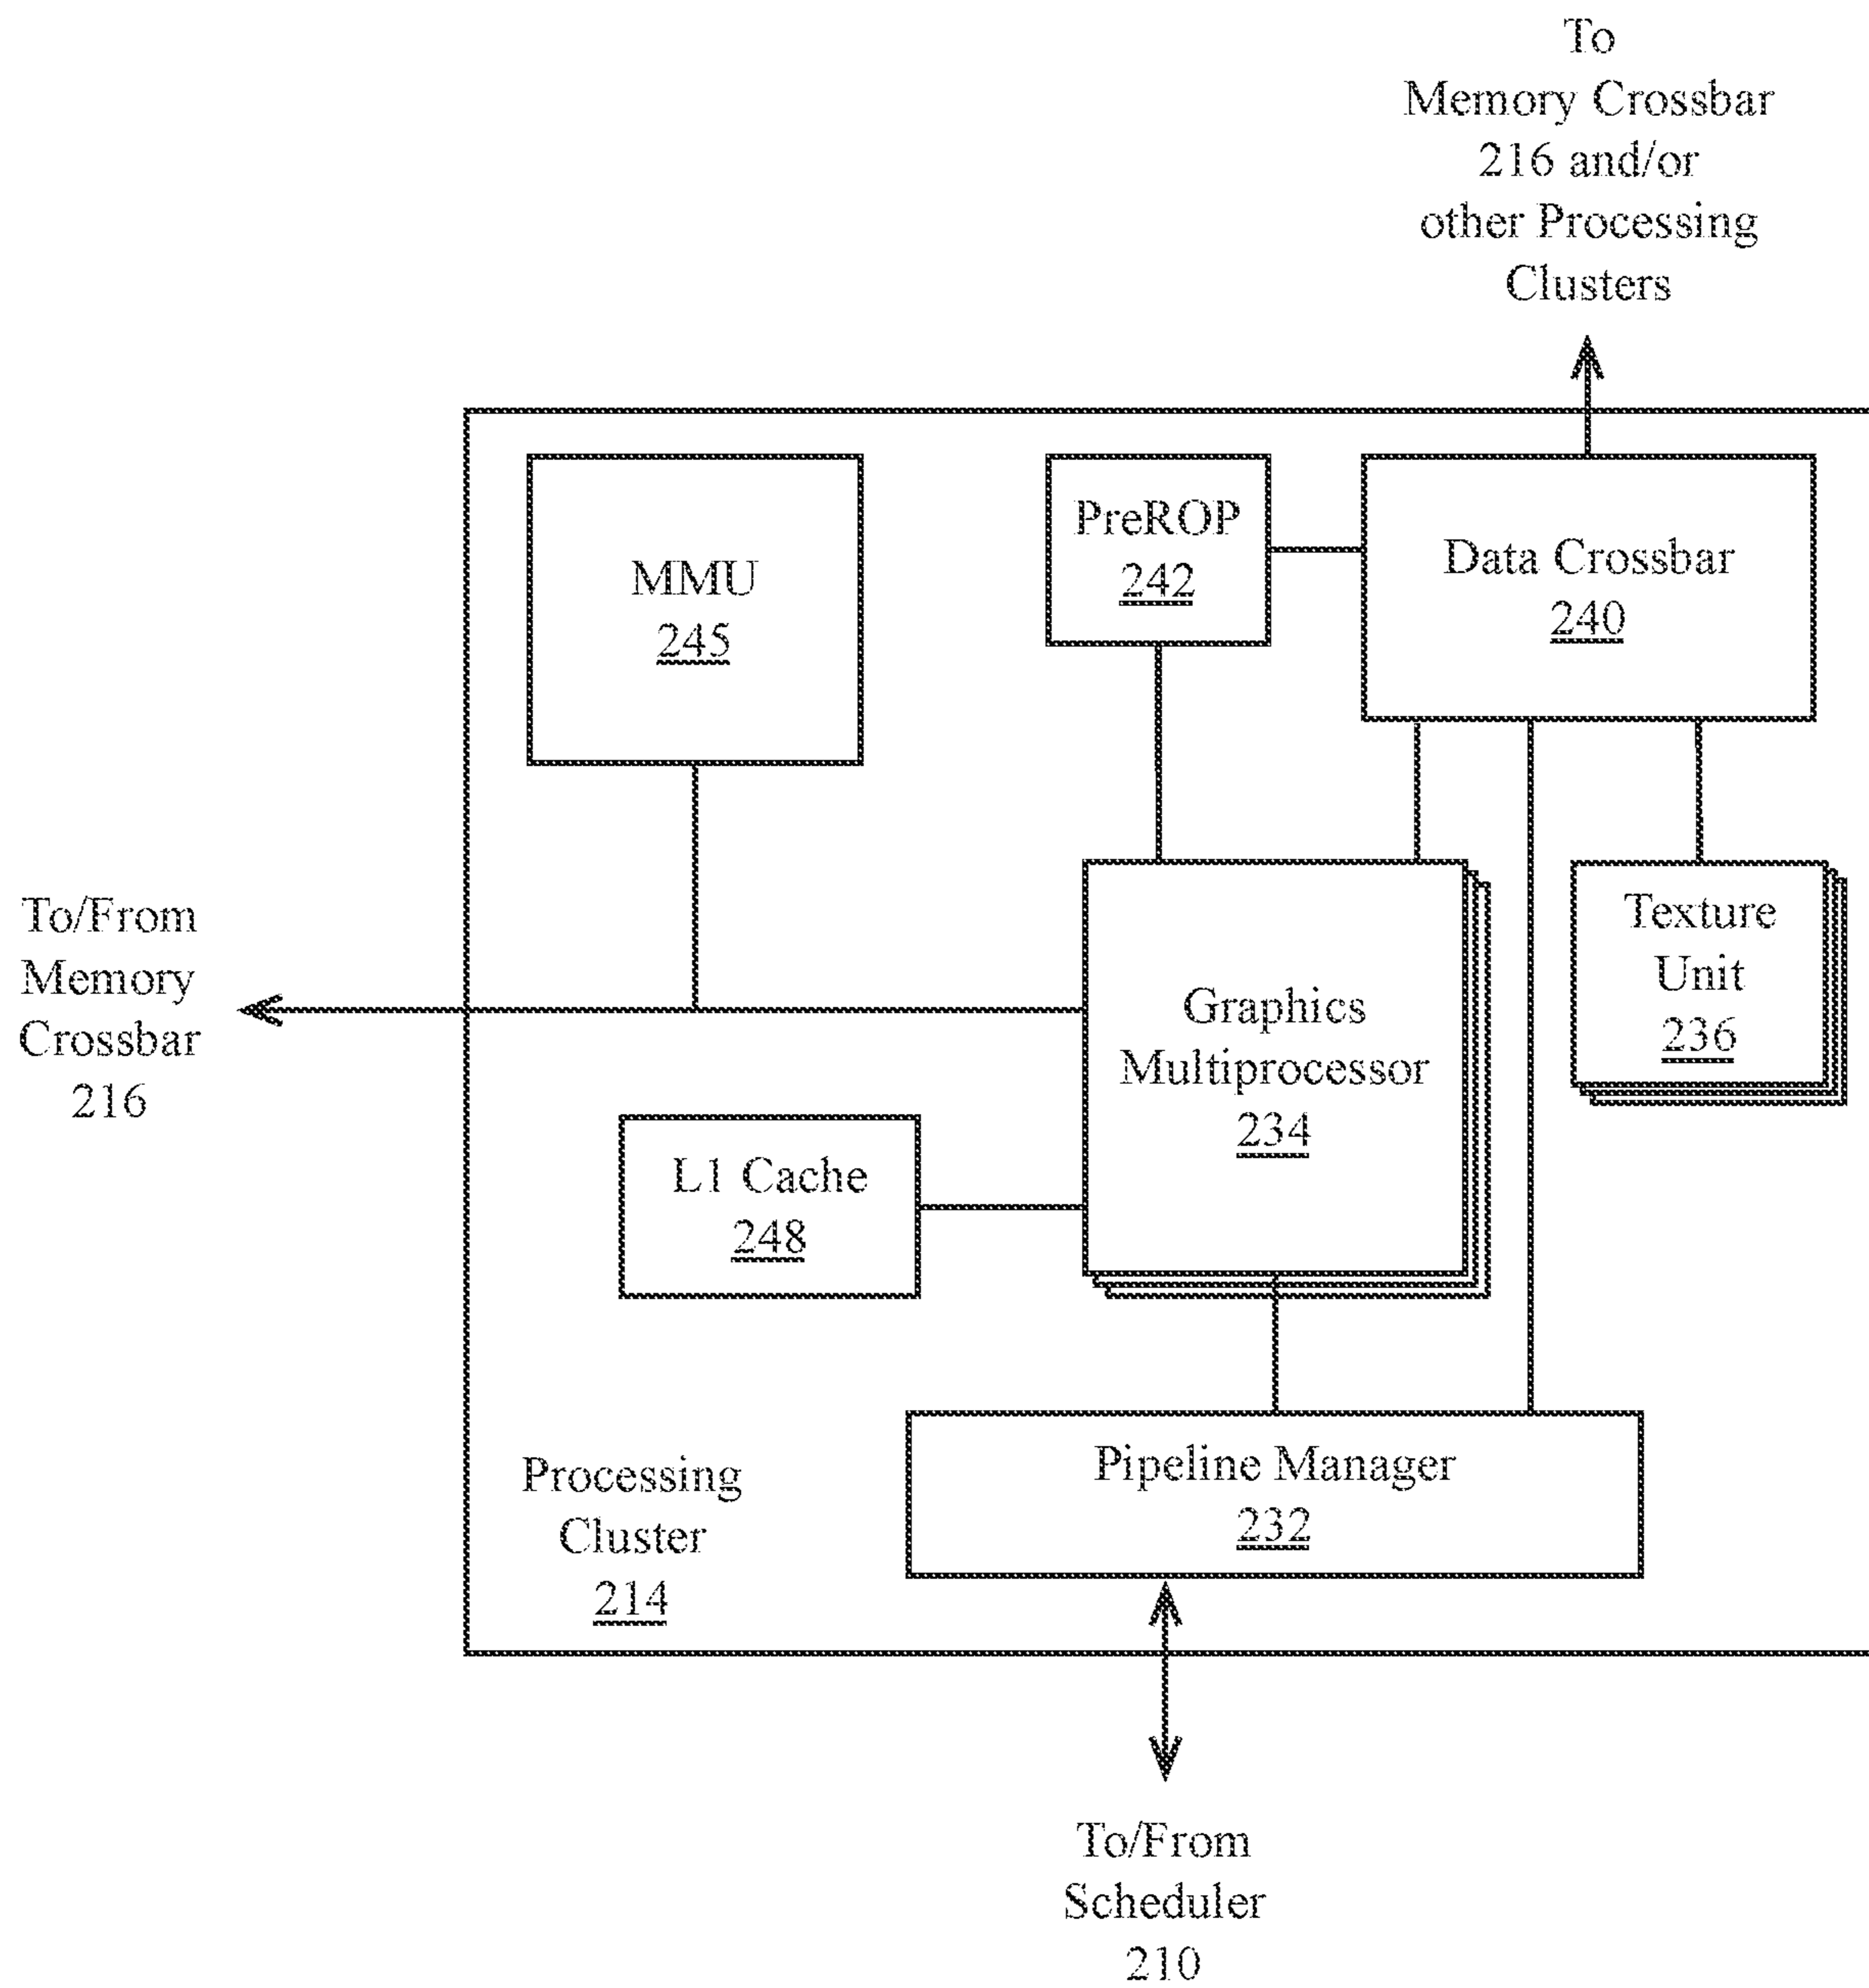 To
Memory Crossbar
216 and/or
other Processing
Clusters
MMU
245
PreROP
242
Data Crossbar
240
To/From
Memory
Crossbar
216
Graphics
Multiprocessor
234
Texture
Unit
236
L1 Cache
248
Processing
Cluster
214
Pipeline Manager
232
To/From
Scheduler
210